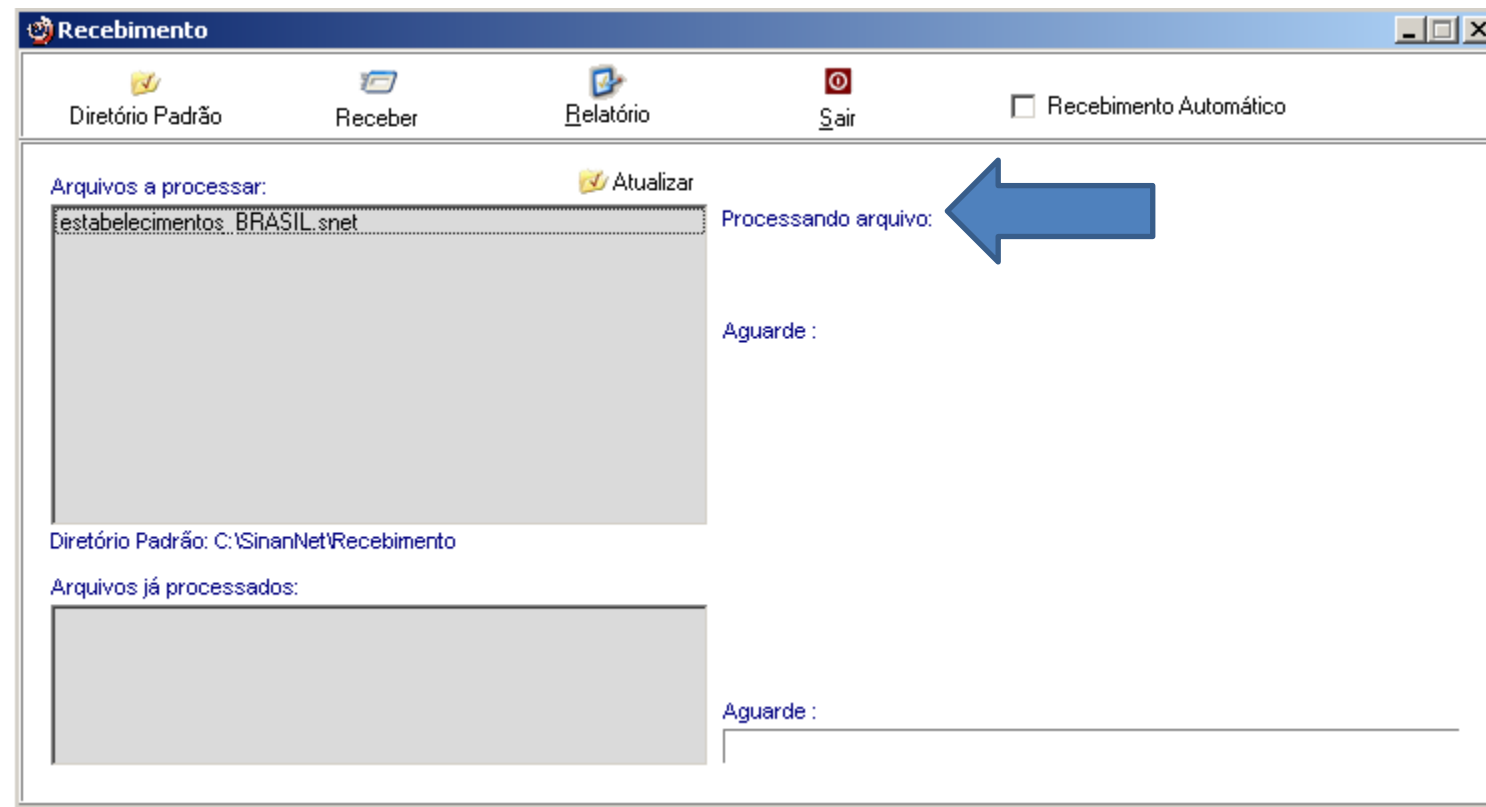 Recebimento
Diretório Padrão
Receber
Relatório
Sair
Recebimento Automático
Arquivos a processar:
Atualizar
estabelecimentos_BRASIL.snet
Processando arquivo:
Aguarde :
Diretório Padrão: C:\SinanNet\Recebimento
Arquivos já processados:
Aguarde :